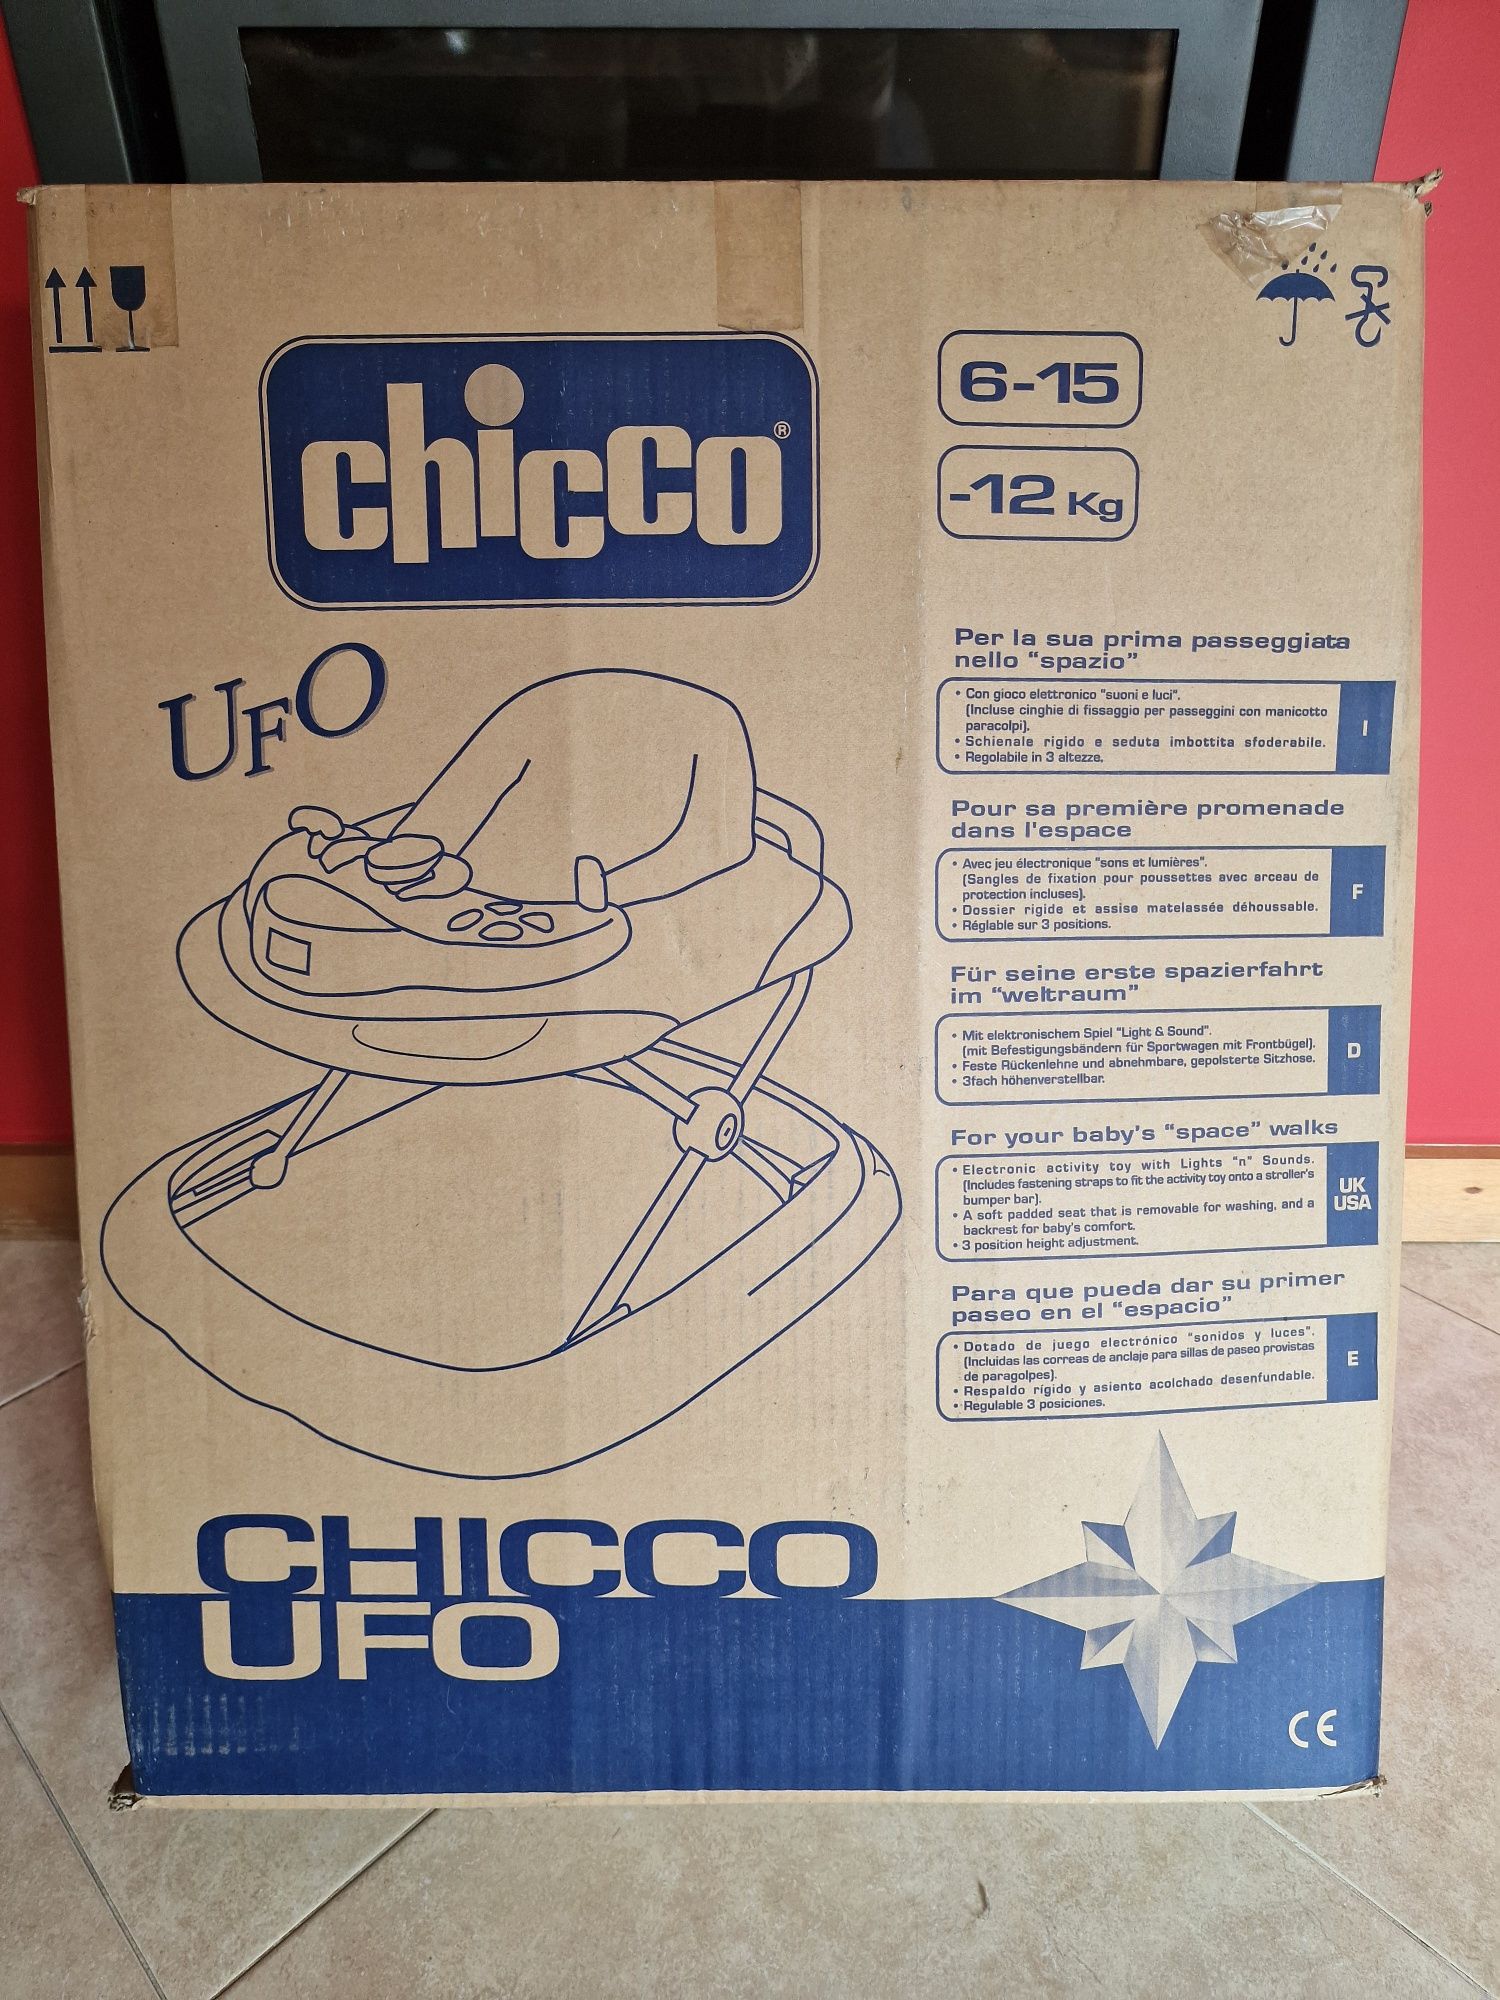 chicco®
6-15
-12 Kg
UFO
Per la sua prima passeggiata
nello “spazio”
• Con gioco elettronico "suoni e luci".
(Incluse cinghie di fissaggio per passeggini con manicotto
paracolpi).
• Schienale rigido e seduta imbottita sfoderabile.
• Regolabile in 3 altezze.
I
Pour sa première promenade
dans l'espace
• Avec jeu électronique "sons et lumières".
(Sangles de fixation pour poussettes avec arceau de
protection incluses).
• Dossier rigide et assise matelassée déhoussable.
• Réglable sur 3 positions.
F
Für seine erste spazierfahrt
im “weltraum”
• Mit elektronischem Spiel "Light & Sound".
(mit Befestigungsbändern für Sportwagen mit Frontbügel).
• Feste Rückenlehne und abnehmbare, gepolsterte Sitzhose.
• 3fach höhenverstellbar.
D
For your baby’s “space” walks
• Electronic activity toy with Lights "n" Sounds.
(Includes fastening straps to fit the activity toy onto a stroller's
bumper bar).
• A soft padded seat that is removable for washing, and a
backrest for baby's comfort.
• 3 position height adjustment.
UK
USA
Para que pueda dar su primer
paseo en el “espacio”
• Dotado de juego electrónico "sonidos y luces".
(Incluidas las correas de anclaje para sillas de paseo provistas
de paragolpes).
• Respaldo rígido y asiento acolchado desenfundable.
• Regulable 3 posiciones.
E
CHICCO
UFO
CE